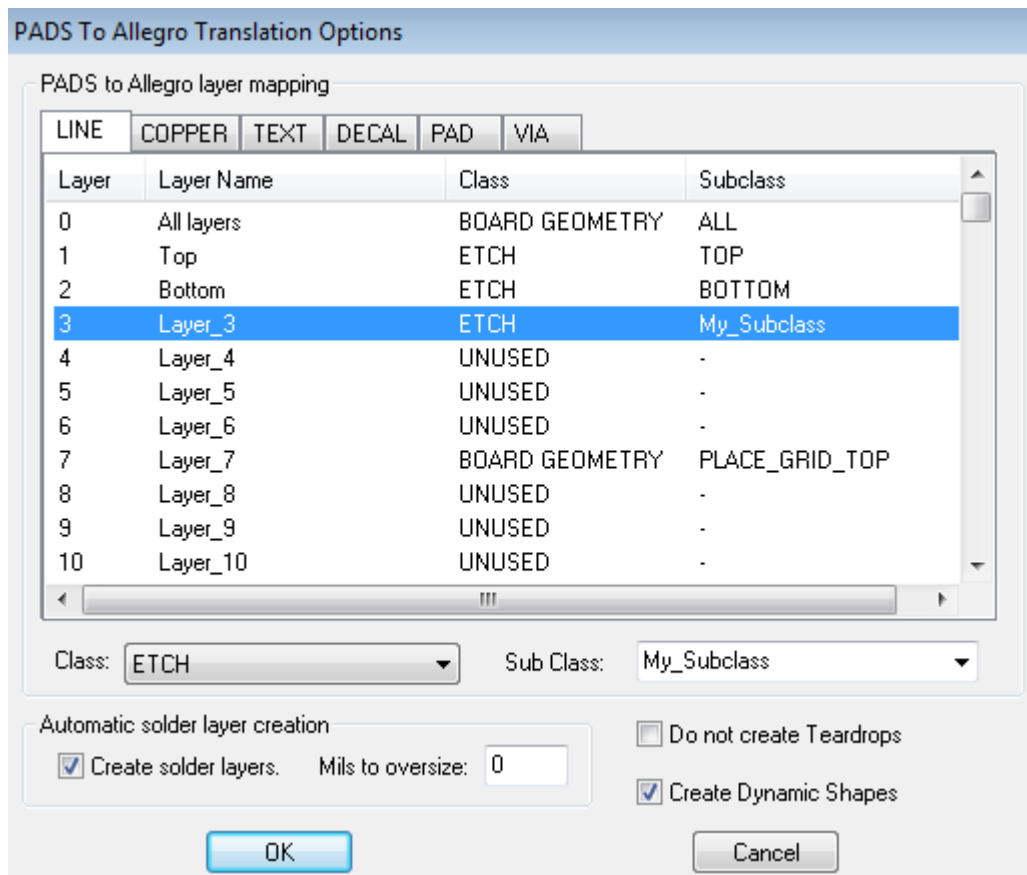 PADS To Allegro Translation Options
PADS to Allegro layer mapping
LINE COPPER TEXT DECAL PAD VIA
Layer Layer Name Class Subclass
0 All layers BOARD GEOMETRY ALL
1 Top ETCH TOP
2 Bottom ETCH BOTTOM
3 Layer_3 ETCH My_Subclass
4 Layer_4 UNUSED -
5 Layer_5 UNUSED -
6 Layer_6 UNUSED -
7 Layer_7 BOARD GEOMETRY PLACE_GRID_TOP
8 Layer_8 UNUSED -
9 Layer_9 UNUSED -
10 Layer_10 UNUSED -
Class: ETCH Sub Class: My_Subclass
Automatic solder layer creation
Create solder layers. Mils to oversize: 0
Do not create Teardrops
Create Dynamic Shapes
OK Cancel